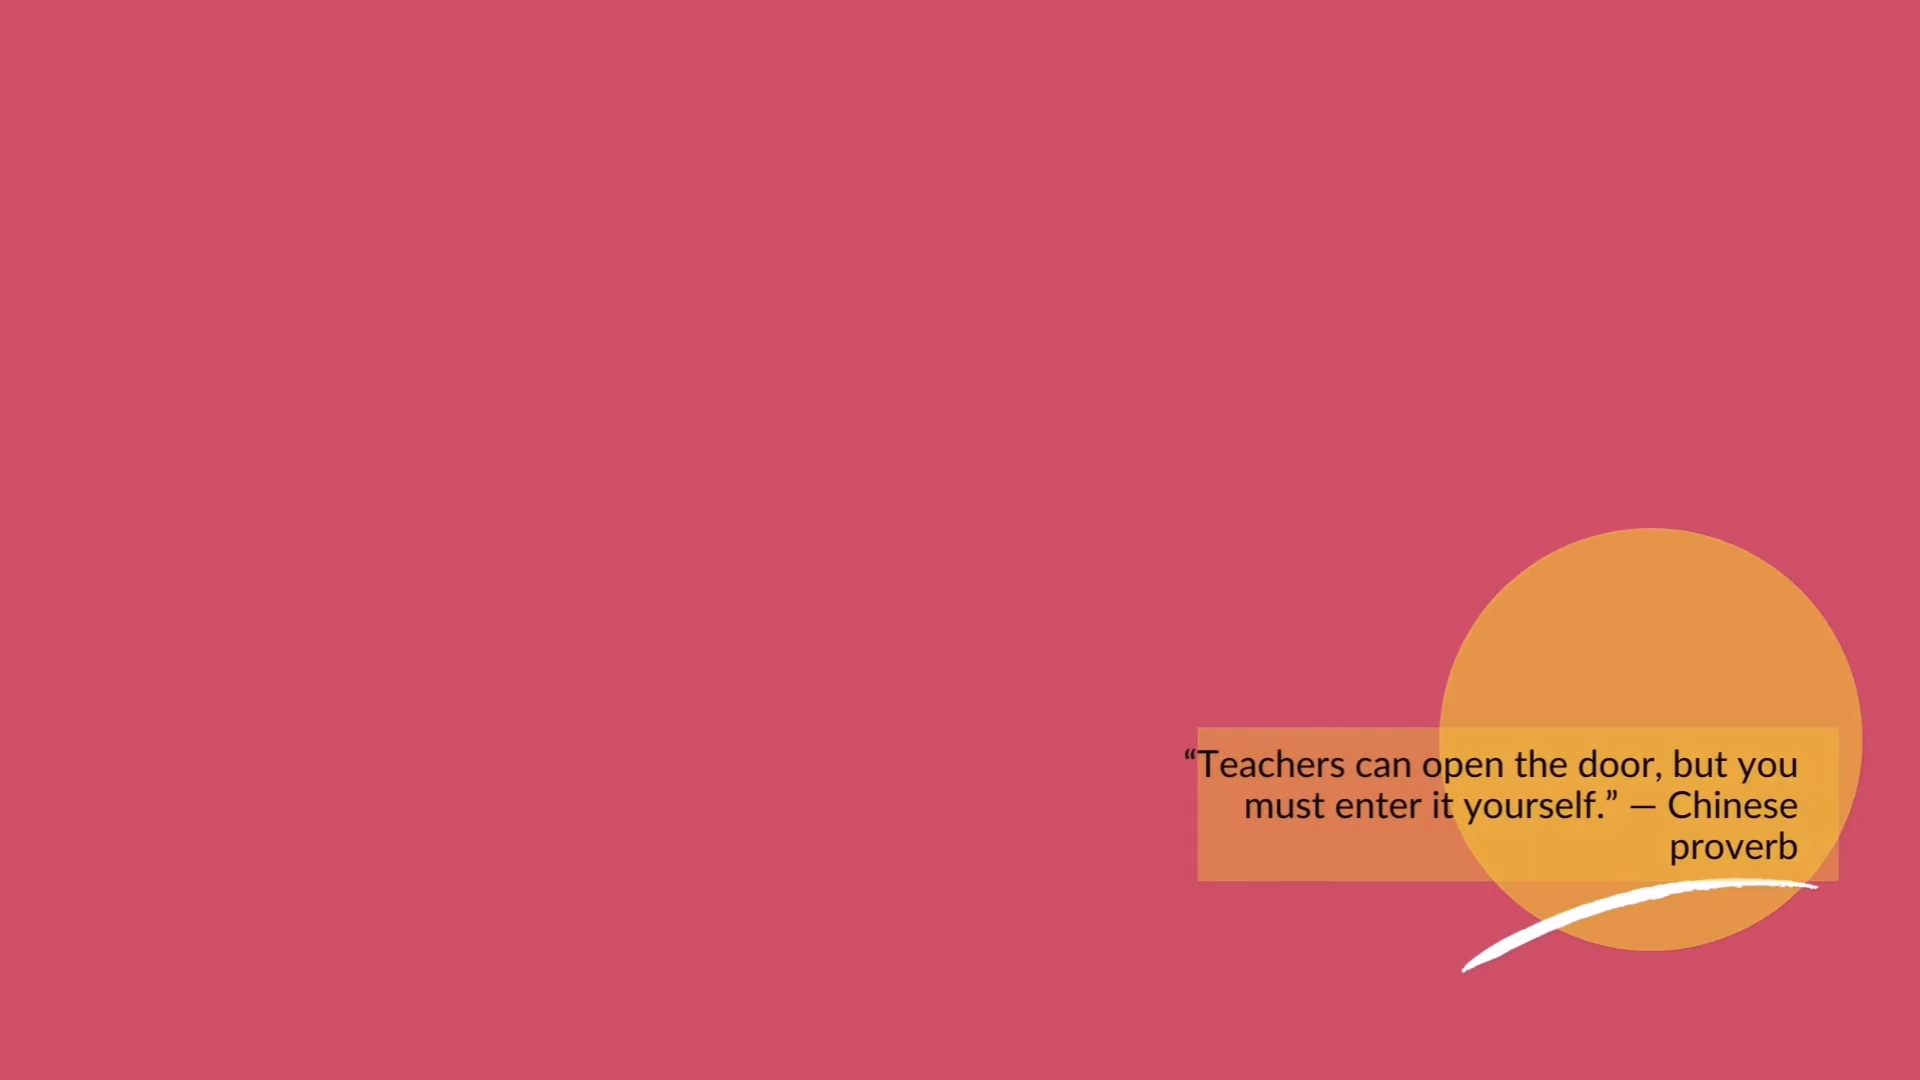 “Teachers can open the door, but you
must enter it yourself.” — Chinese
proverb